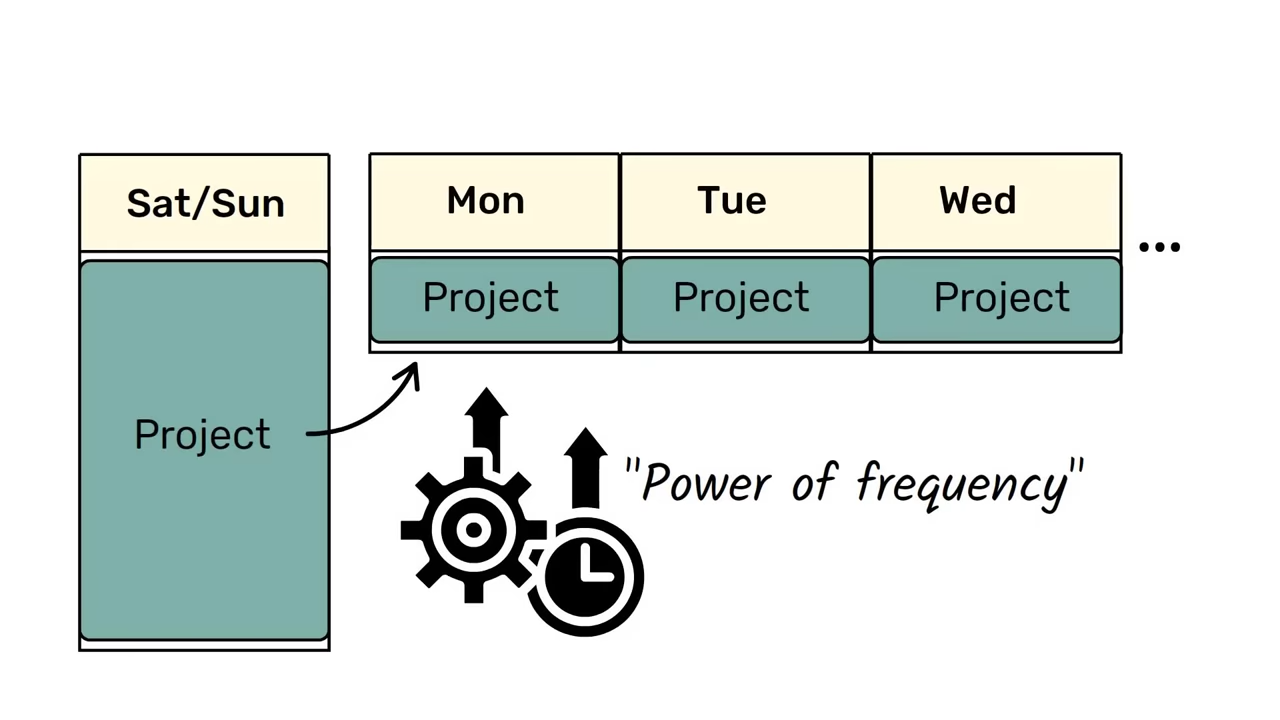 Sat/Sun
Mon
Tue
Wed
...
Project
Project
Project
Project
"Power of frequency"